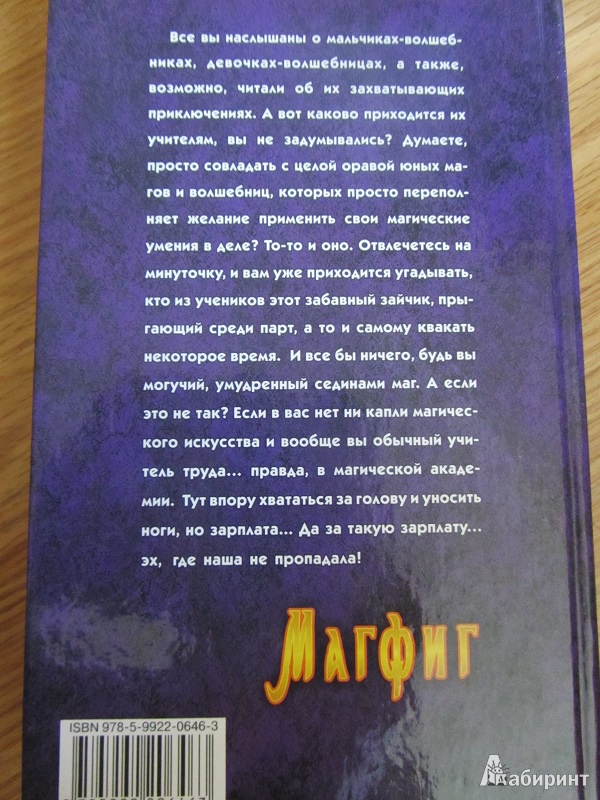 Все вы наслышаны о мальчиках-волшеб-
никах, девочках-волшебницах, а также,
возможно, читали об их захватывающих
приключениях. А вот каково приходится их
учителям, вы не задумывались? Думаете,
просто совладать с целой оравой юных ма-
гов и волшебниц, которых просто перепол-
няет желание применить свои магические
умения в деле? То-то и оно. Отвлечетесь на
минуточку, и вам уже приходится угадывать,
кто из учеников этот забавный зайчик, пры-
гающий среди парт, а то и самому квакать
некоторое время. И все бы ничего, будь вы
могучий, умудренный сединами маг. А если
это не так? Если в вас нет ни капли магичес-
кого искусства и вообще вы обычный учи-
тель труда... правда, в магической акаде-
мии. Тут впору хвататься за голову и уносить
ноги, но зарплата... Да за такую зарплату...
эх, где наша не пропадала!
МагФиг
ISBN 978-5-9922-0646-3
Лабиринт